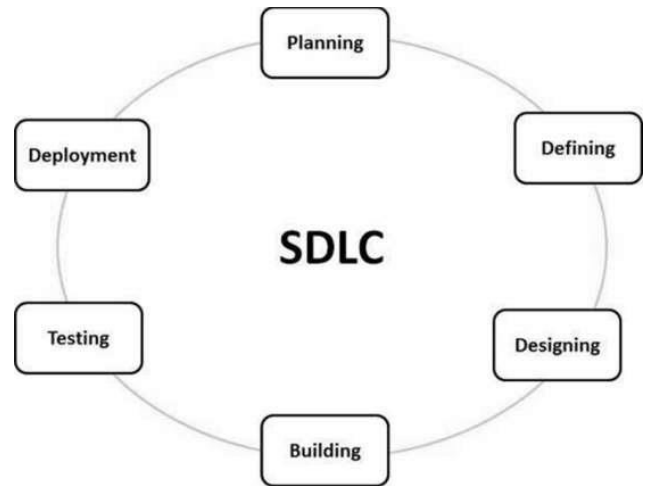 Planning
Deployment
Defining
SDLC
Testing
Designing
Building